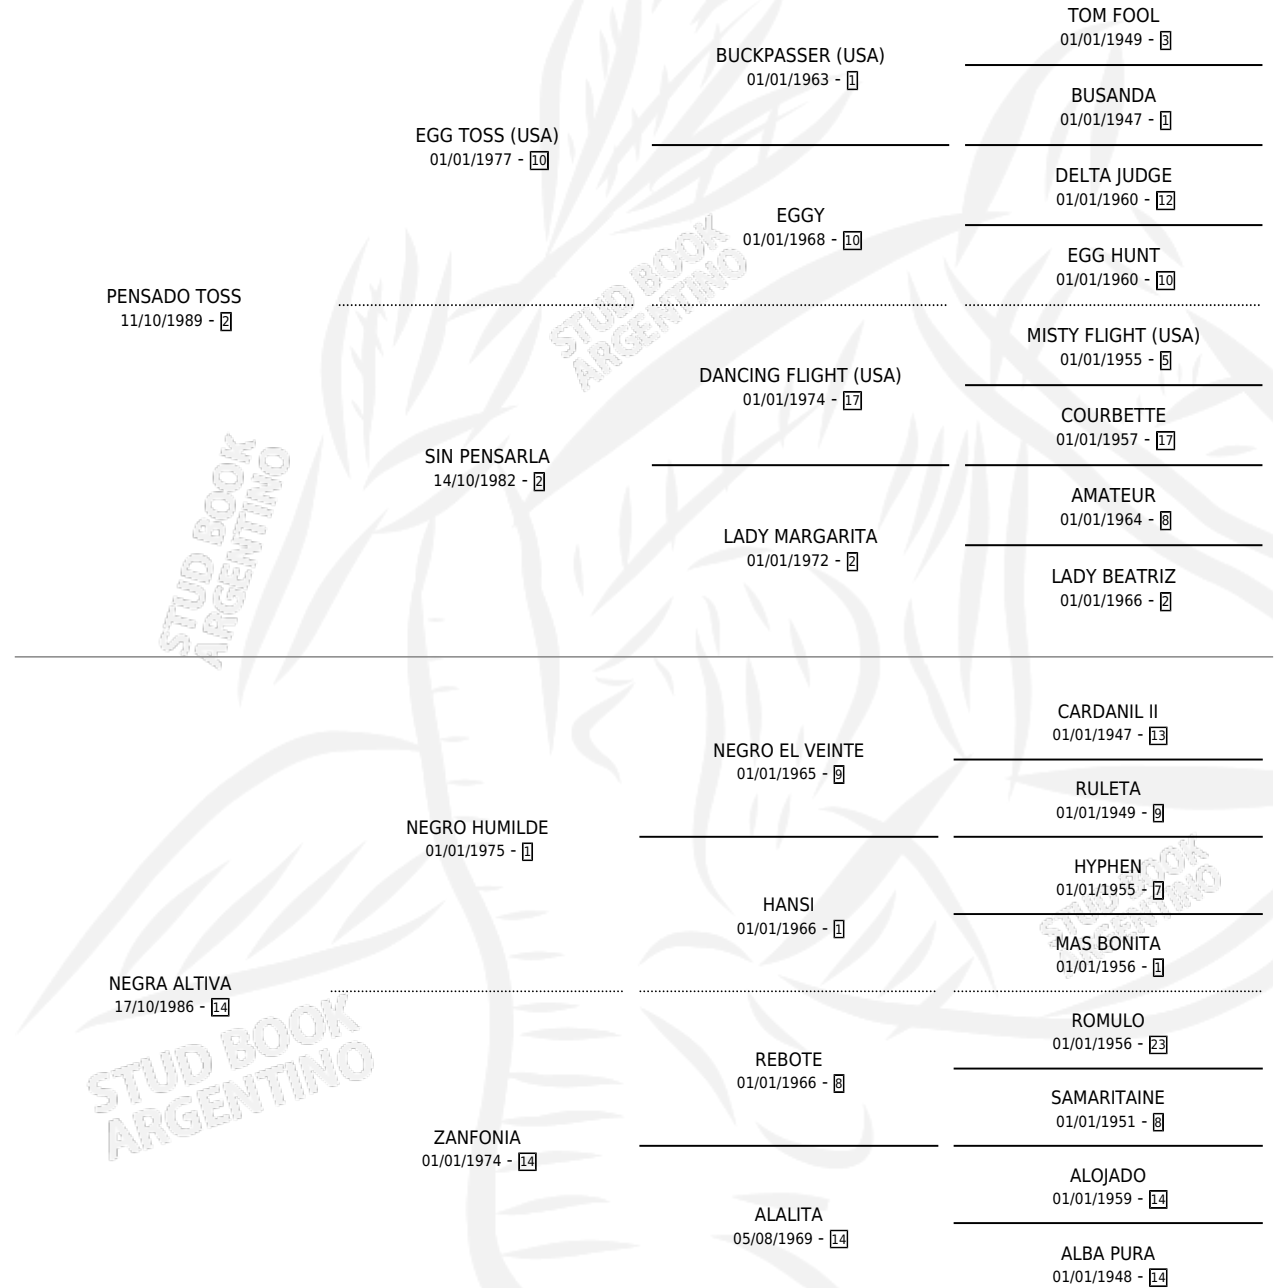 TOM FOOL
01/01/1949 - 3
BUCKPASSER (USA)
01/01/1963 - 1
BUSANDA
01/01/1947 - 1
EGG TOSS (USA)
01/01/1977 - 10
DELTA JUDGE
01/01/1960 - 12
EGGY
01/01/1968 - 10
EGG HUNT
01/01/1960 - 10
PENSADO TOSS
11/10/1989 - 2
STUD BOOK
ARGENTINO
MISTY FLIGHT (USA)
01/01/1955 - 5
DANCING FLIGHT (USA)
01/01/1974 - 17
COURBETTE
01/01/1957 - 17
SIN PENSARLA
14/10/1982 - 2
AMATEUR
01/01/1964 - 8
LADY MARGARITA
01/01/1972 - 2
LADY BEATRIZ
01/01/1966 - 2
STUD BOOK
ARGENTINO
CARDANIL II
01/01/1947 - 13
NEGRO EL VEINTE
01/01/1965 - 9
RULETA
01/01/1949 - 9
NEGRO HUMILDE
01/01/1975 - 1
HYPHEN
01/01/1955 - 7
HANSI
01/01/1966 - 1
STUD BOOK
ARGENTINO
MAS BONITA
01/01/1956 - 1
NEGRA ALTIVA
17/10/1986 - 14
ROMULO
01/01/1956 - 23
REBOTE
01/01/1966 - 8
STUD BOOK
ARGENTINO
SAMARITAINE
01/01/1951 - 8
ZANFONIA
01/01/1974 - 14
ALOJADO
01/01/1959 - 14
ALALITA
05/08/1969 - 14
ALBA PURA
01/01/1948 - 14